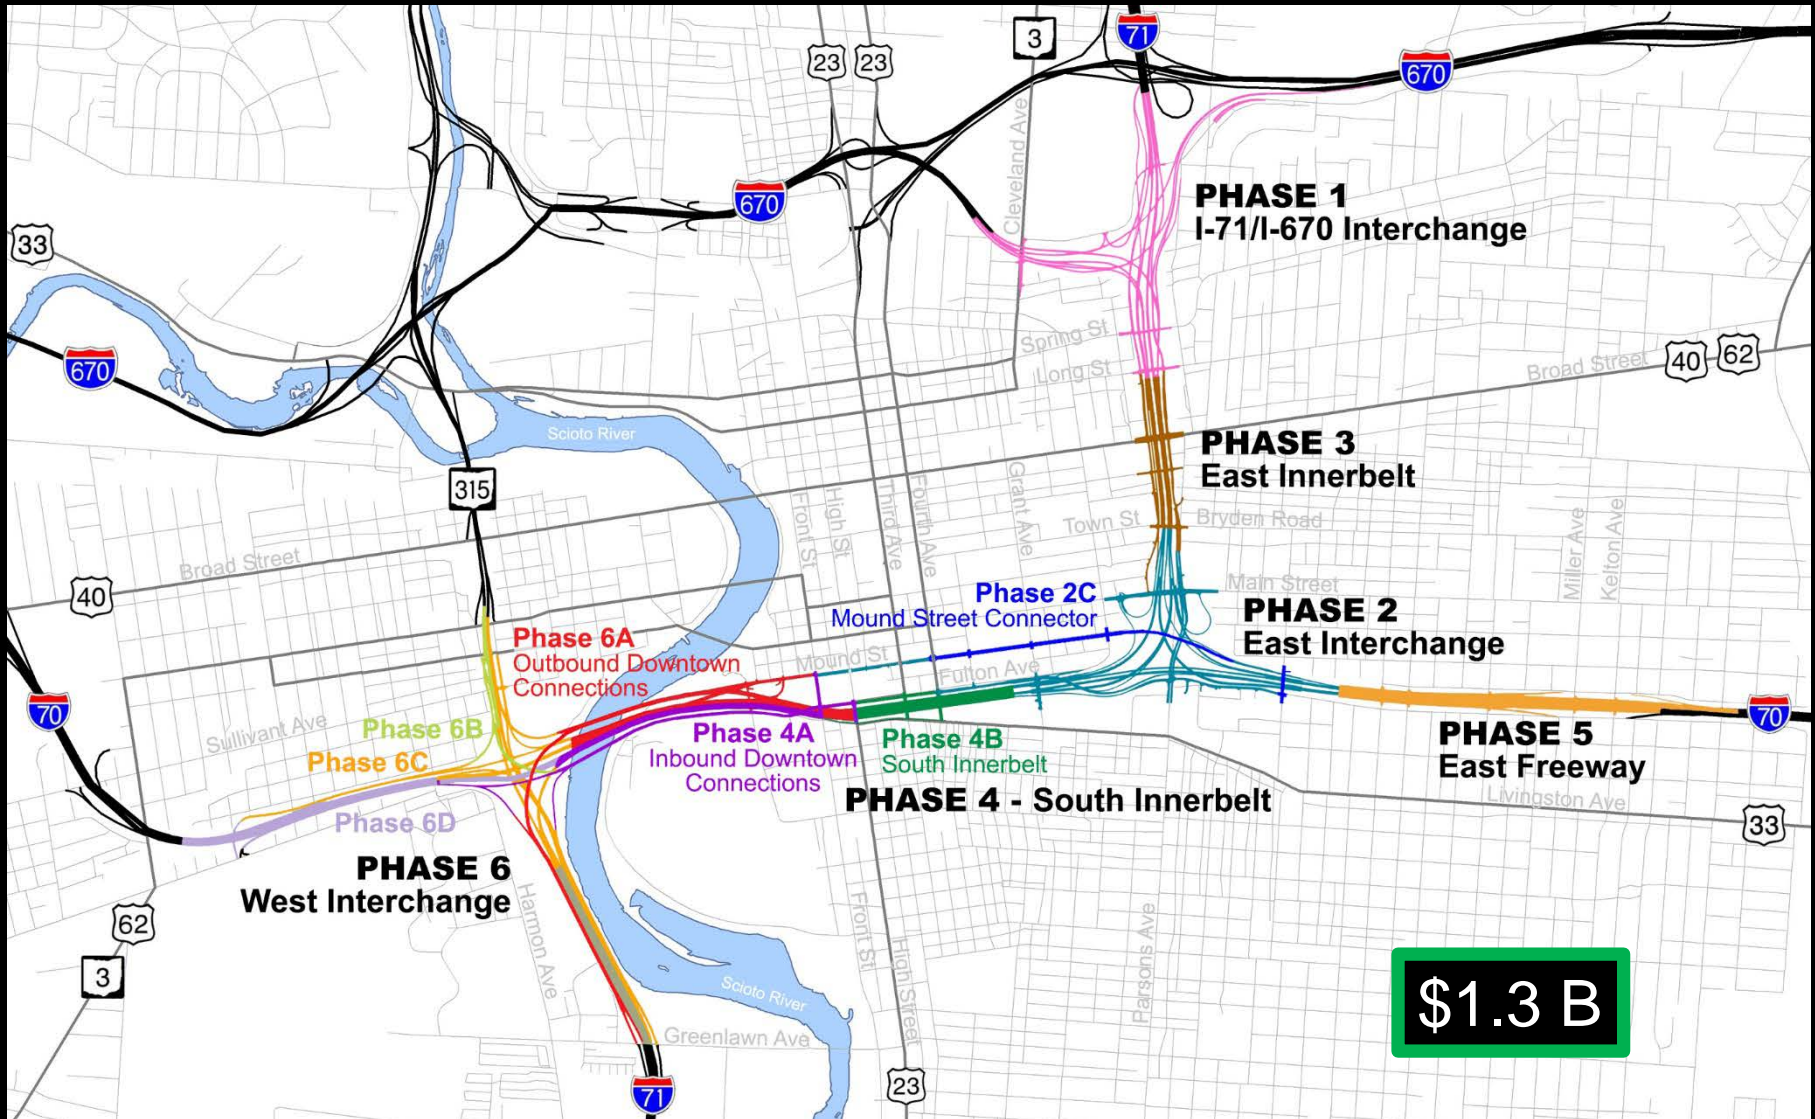 71
3
23
23
670
670
Cleveland Ave
PHASE 1
I-71/I-670 Interchange
33
Spring St
670
Long St
Broad Street
40
62
Scioto River
PHASE 3
East Innerbelt
315
Front St
High St
Third Ave
Fourth Ave
Grant Ave
Town St
Bryden Road
Miller Ave
Kelton Ave
Broad Street
40
Main Street
Phase 2C
Mound Street Connector
PHASE 2
East Interchange
Phase 6A
Outbound Downtown
Connections
Mound St
Fulton Ave
70
Sullivant Ave
Phase 6B
Phase 6C
Phase 4A
Inbound Downtown
Connections
Phase 4B
South Innerbelt
PHASE 5
East Freeway
70
PHASE 4 - South Innerbelt
Livingston Ave
33
Phase 6D
PHASE 6
West Interchange
62
3
Harmon Ave
Front St
High Street
Parsons Ave
Scioto River
$1.3 B
Greenlawn Ave
71
23